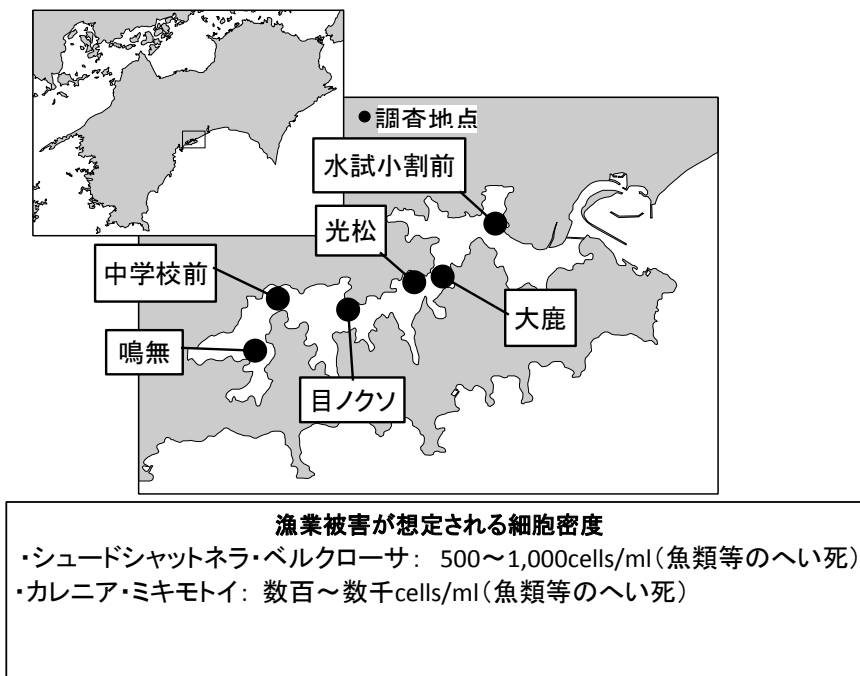 ●調査地点
水試小割前
光松
中学校前
大鹿
鳴無
目ノクソ
漁業被害が想定される細胞密度
・シュードシャットネラ・ベルクローサ： 500～1,000cells/ml（魚類等のへい死）
・カレニア・ミキモトイ： 数百～数千cells/ml（魚類等のへい死）